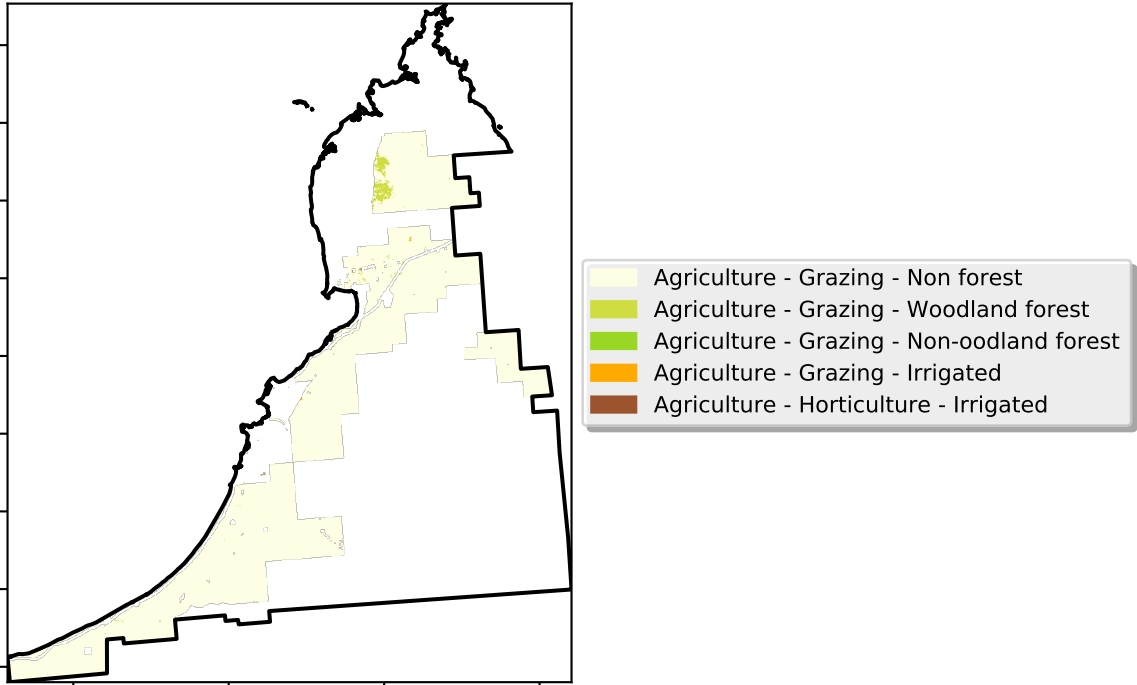 Agriculture - Grazing - Non forest
Agriculture - Grazing - Woodland forest
Agriculture - Grazing - Non-oodland forest
Agriculture - Grazing - Irrigated
Agriculture - Horticulture - Irrigated